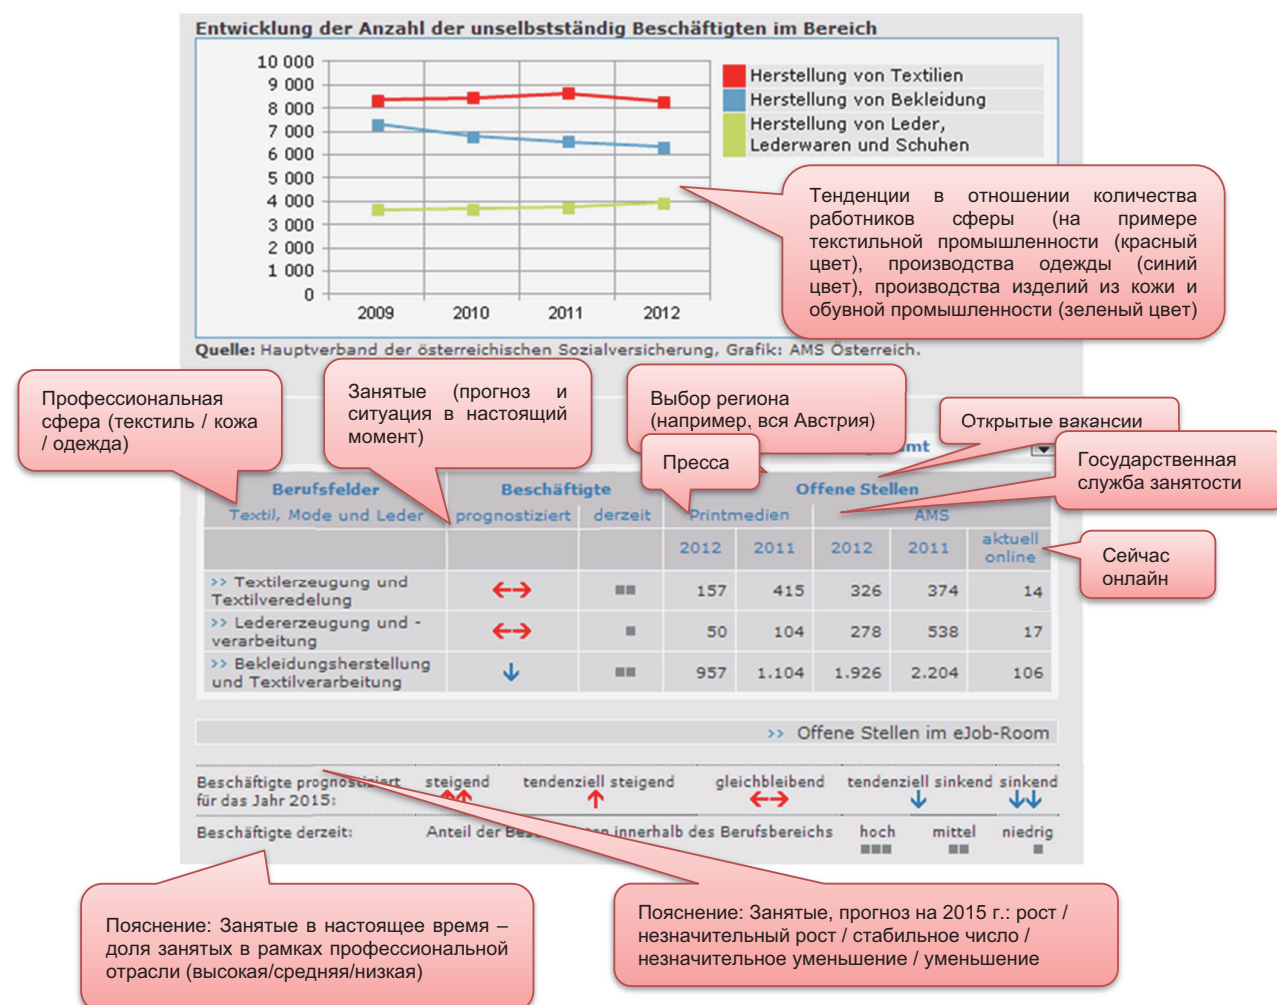 Entwicklung der Anzahl der unselbstständig Beschäftigten im Bereich
10 000
9 000
8 000
7 000
6 000
5 000
4 000
3 000
2 000
1 000
0
2009 2010 2011 2012
Herstellung von Textilien
Herstellung von Bekleidung
Herstellung von Leder,
Lederwaren und Schuhen
Тенденции в отношении количества
работников сферы (на примере
текстильной промышленности (красный
цвет), производства одежды (синий
цвет), производства изделий из кожи и
обувной промышленности (зеленый цвет)
Quelle: Hauptverband der österreichischen Sozialversicherung, Grafik: AMS Österreich.
Профессиональная
сфера (текстиль / кожа
/ одежда)
Занятые (прогноз и
ситуация в настоящий
момент)
Выбор региона
(например, вся Австрия)
Пресса
Открытые вакансии
Государственная
служба занятости
Сейчас
онлайн
Berufsfelder Beschäftigte Offene Stellen
Textil, Mode und Leder prognostiziert derzeit Printmedien AMS
2012 2011 2012 2011 aktuell
online
>> Textilerzeugung und
Textilveredelung 157 415 326 374 14
>> Ledererzeugung und -
verarbeitung 50 104 278 538 17
>> Bekleidungsherstellung
und Textilverarbeitung 957 1.104 1.926 2.204 106
>> Offene Stellen im eJob-Room
Beschäftigte prognostiziert
für das Jahr 2015:
steigend tendenziell steigend gleichbleibend tendenziell sinkend sinkend
Beschäftigte derzeit: Anteil der innerhalb des Berufsbereichs hoch mittel niedrig
Пояснение: Занятые в настоящее время –
доля занятых в рамках профессиональной
отрасли (высокая/средняя/низкая)
Пояснение: Занятые, прогноз на 2015 г.: рост /
незначительный рост / стабильное число /
незначительное уменьшение / уменьшение